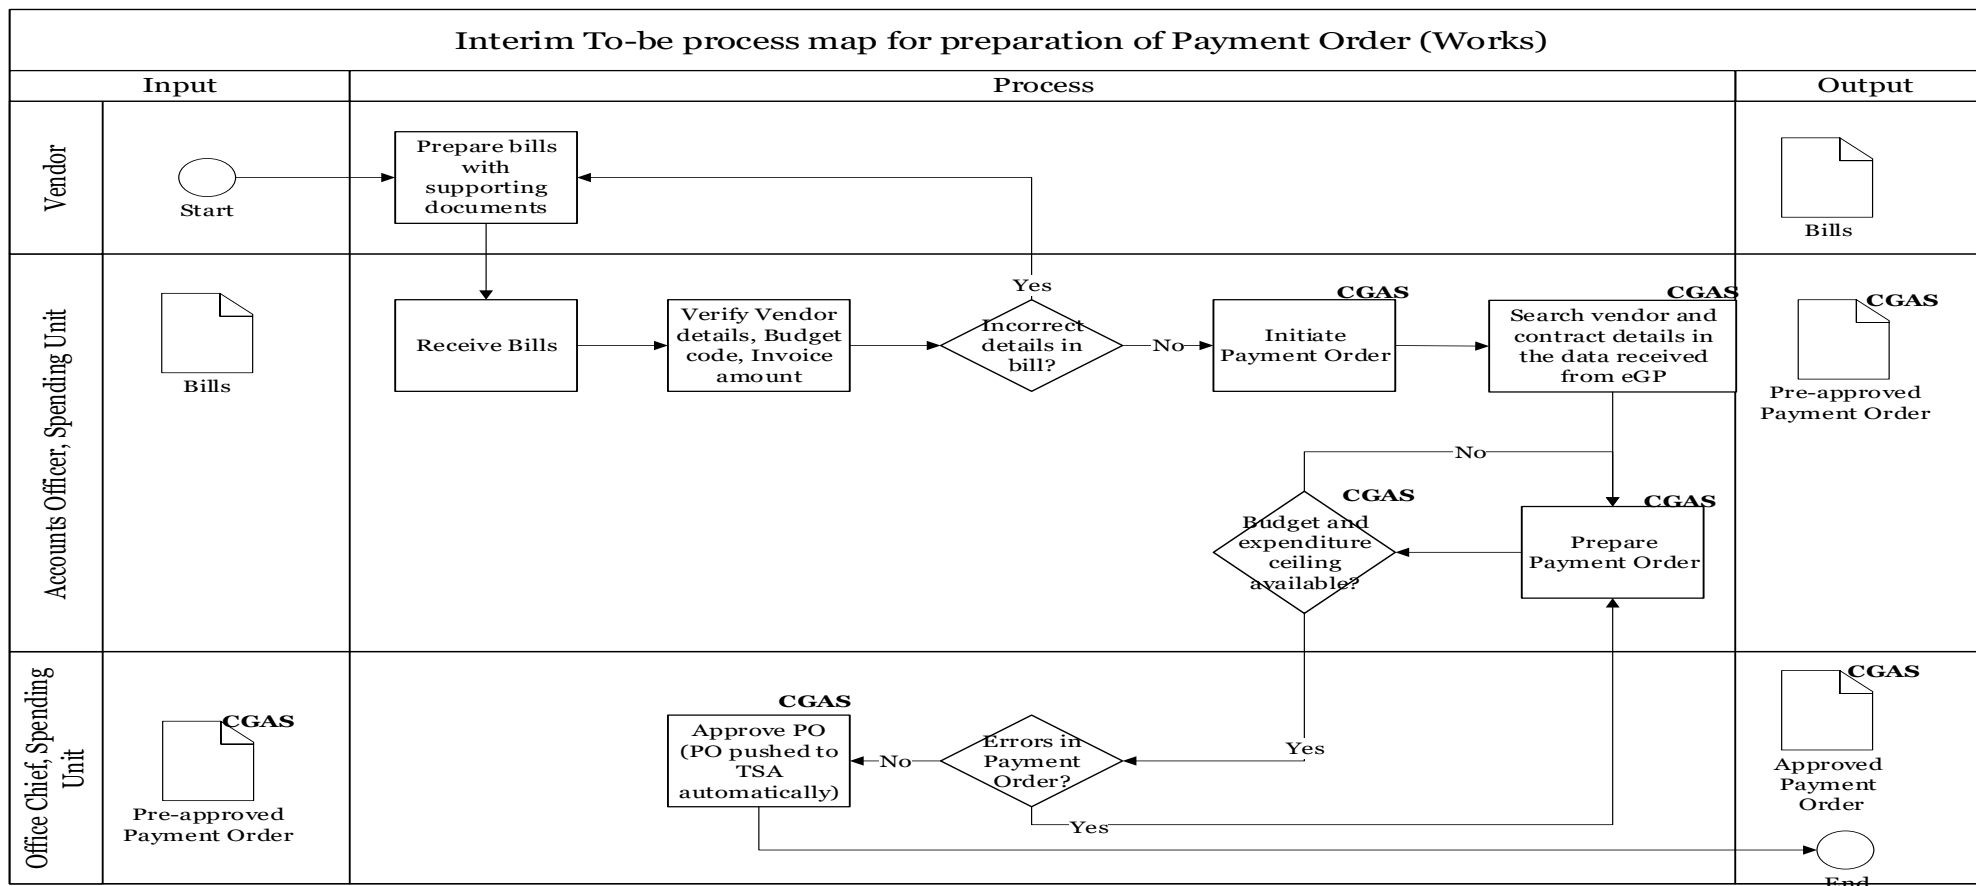 Interim To-be process map for preparation of Payment Order (Works)
Input
Process
Output
Vendor
Start
Prepare bills
with
supporting
documents
Bills
Accounts Officer, Spending Unit
Bills
Receive Bills
Verify Vendor
details, Budget
code, Invoice
amount
Yes
Incorrect
details in
bill?
No
CGAS
Initiate
Payment Order
CGAS
Search vendor and
contract details in
the data received
from eGP
CGAS
Pre-approved
Payment Order
No
CGAS
Budget and
expenditure
ceiling
available?
CGAS
Prepare
Payment Order
Office Chief, Spending
Unit
CGAS
Pre-approved
Payment Order
CGAS
Approve PO
(PO pushed to
TSA
automatically)
No
Errors in
Payment
Order?
Yes
Yes
CGAS
Approved
Payment
Order
End